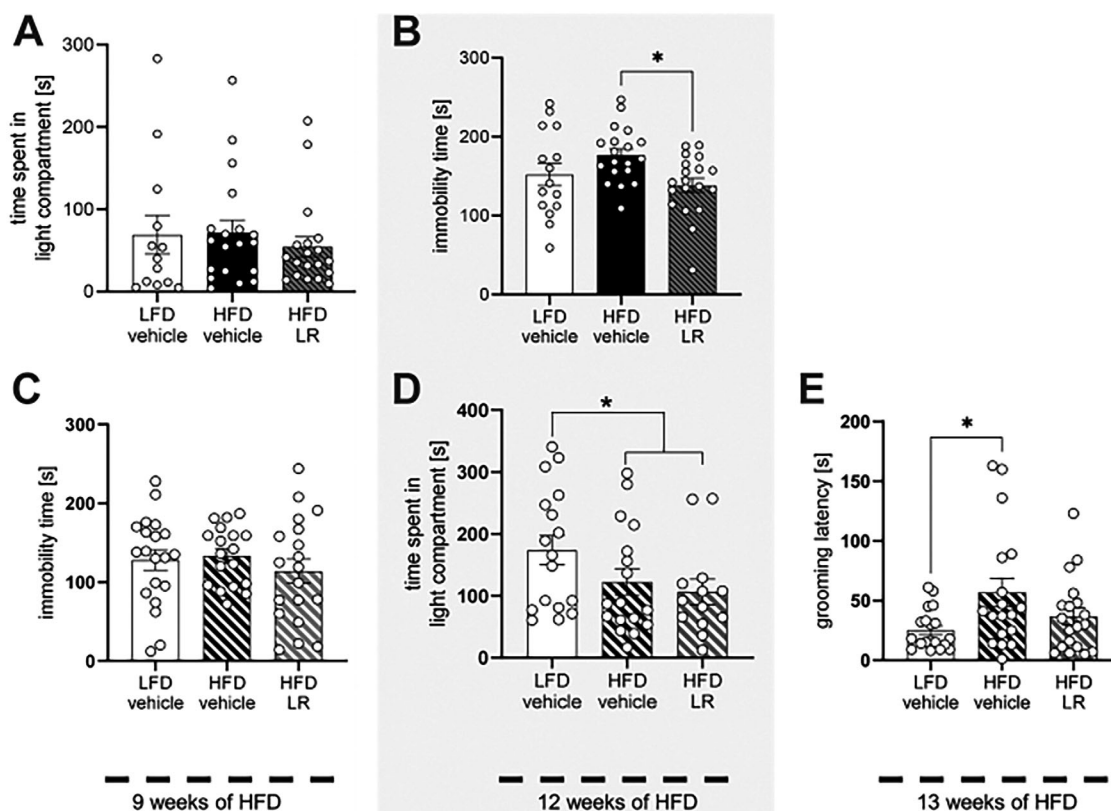 A
time spent in
light compartment [s]
300
200
100
0
LFD
vehicle
HFD
vehicle
HFD
LR
B
immobility time [s]
300
200
100
0
*
LFD
vehicle
HFD
vehicle
HFD
LR
C
immobility time [s]
300
200
100
0
LFD
vehicle
HFD
vehicle
HFD
LR
D
time spent in
light compartment [s]
400
300
200
100
0
*
LFD
vehicle
HFD
vehicle
HFD
LR
E
grooming latency [s]
200
150
100
50
0
*
LFD
vehicle
HFD
vehicle
HFD
LR
9 weeks of HFD
12 weeks of HFD
13 weeks of HFD